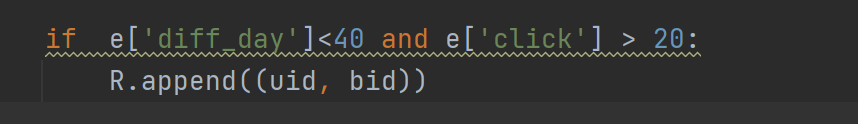 if  e['diff_day']<40 and e['click'] > 20:
    R.append((uid, bid))